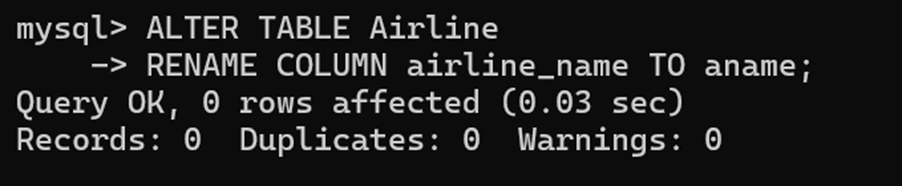 mysql> ALTER TABLE Airline
    -> RENAME COLUMN airline_name TO aname;
Query OK, 0 rows affected (0.03 sec)
Records: 0  Duplicates: 0  Warnings: 0